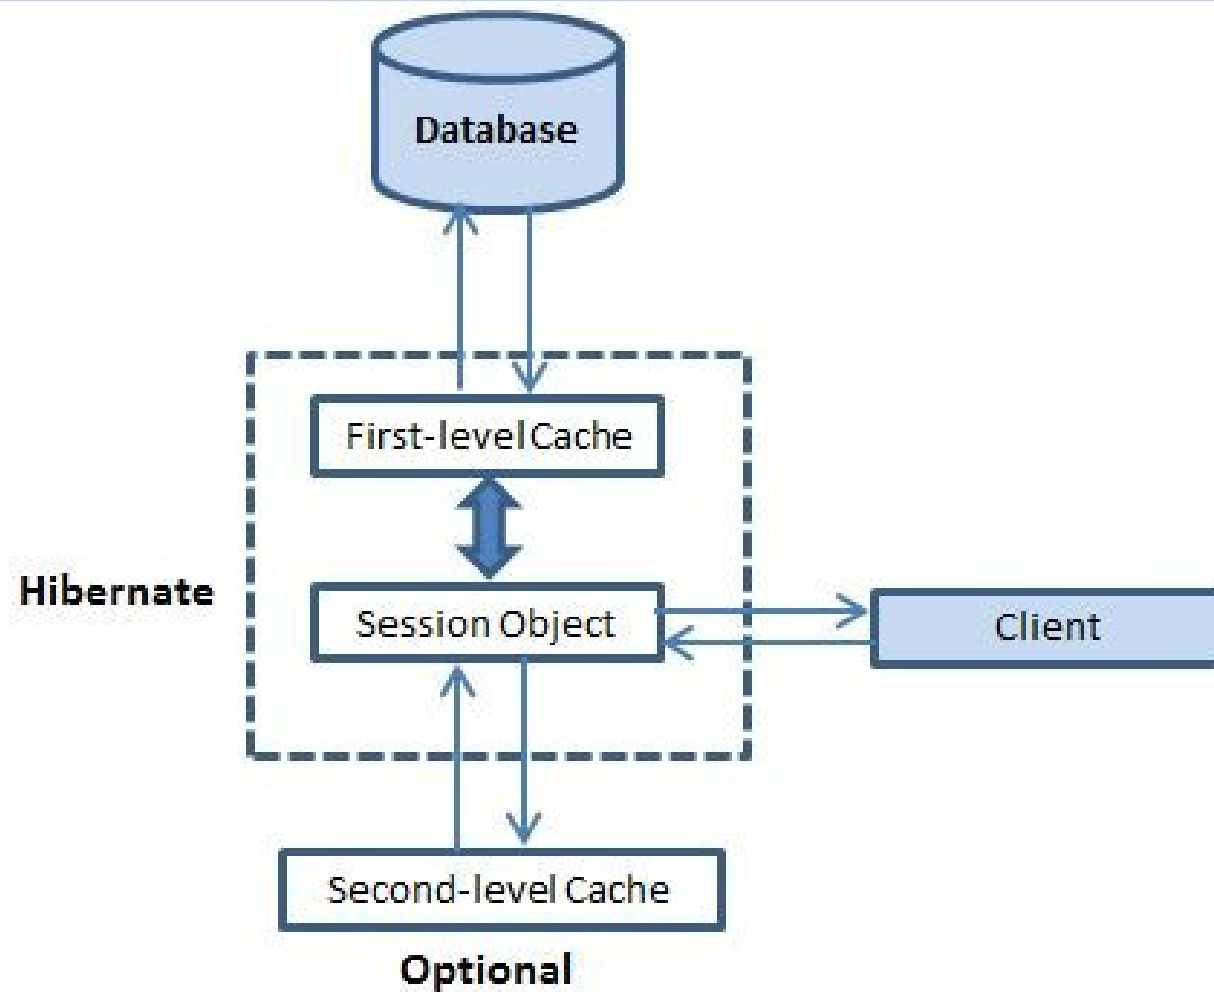 Database
First-level Cache
Hibernate
Session Object
Client
Second-level Cache
Optional